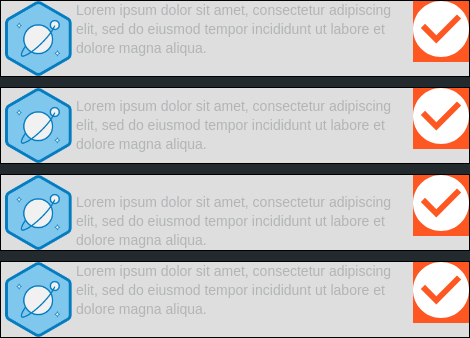 Lorem ipsum dolor sit amet, consectetur adipiscing
elit, sed do eiusmod tempor incididunt ut labore et
dolore magna aliqua.
Lorem ipsum dolor sit amet, consectetur adipiscing
elit, sed do eiusmod tempor incididunt ut labore et
dolore magna aliqua.
Lorem ipsum dolor sit amet, consectetur adipiscing
elit, sed do eiusmod tempor incididunt ut labore et
dolore magna aliqua.
Lorem ipsum dolor sit amet, consectetur adipiscing
elit, sed do eiusmod tempor incididunt ut labore et
dolore magna aliqua.